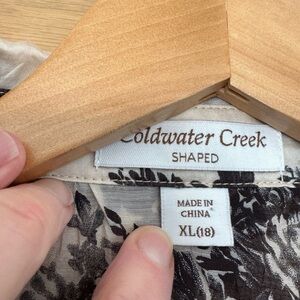 Coldwater Creek
SHAPED
MADE IN
CHINA
XL(18)